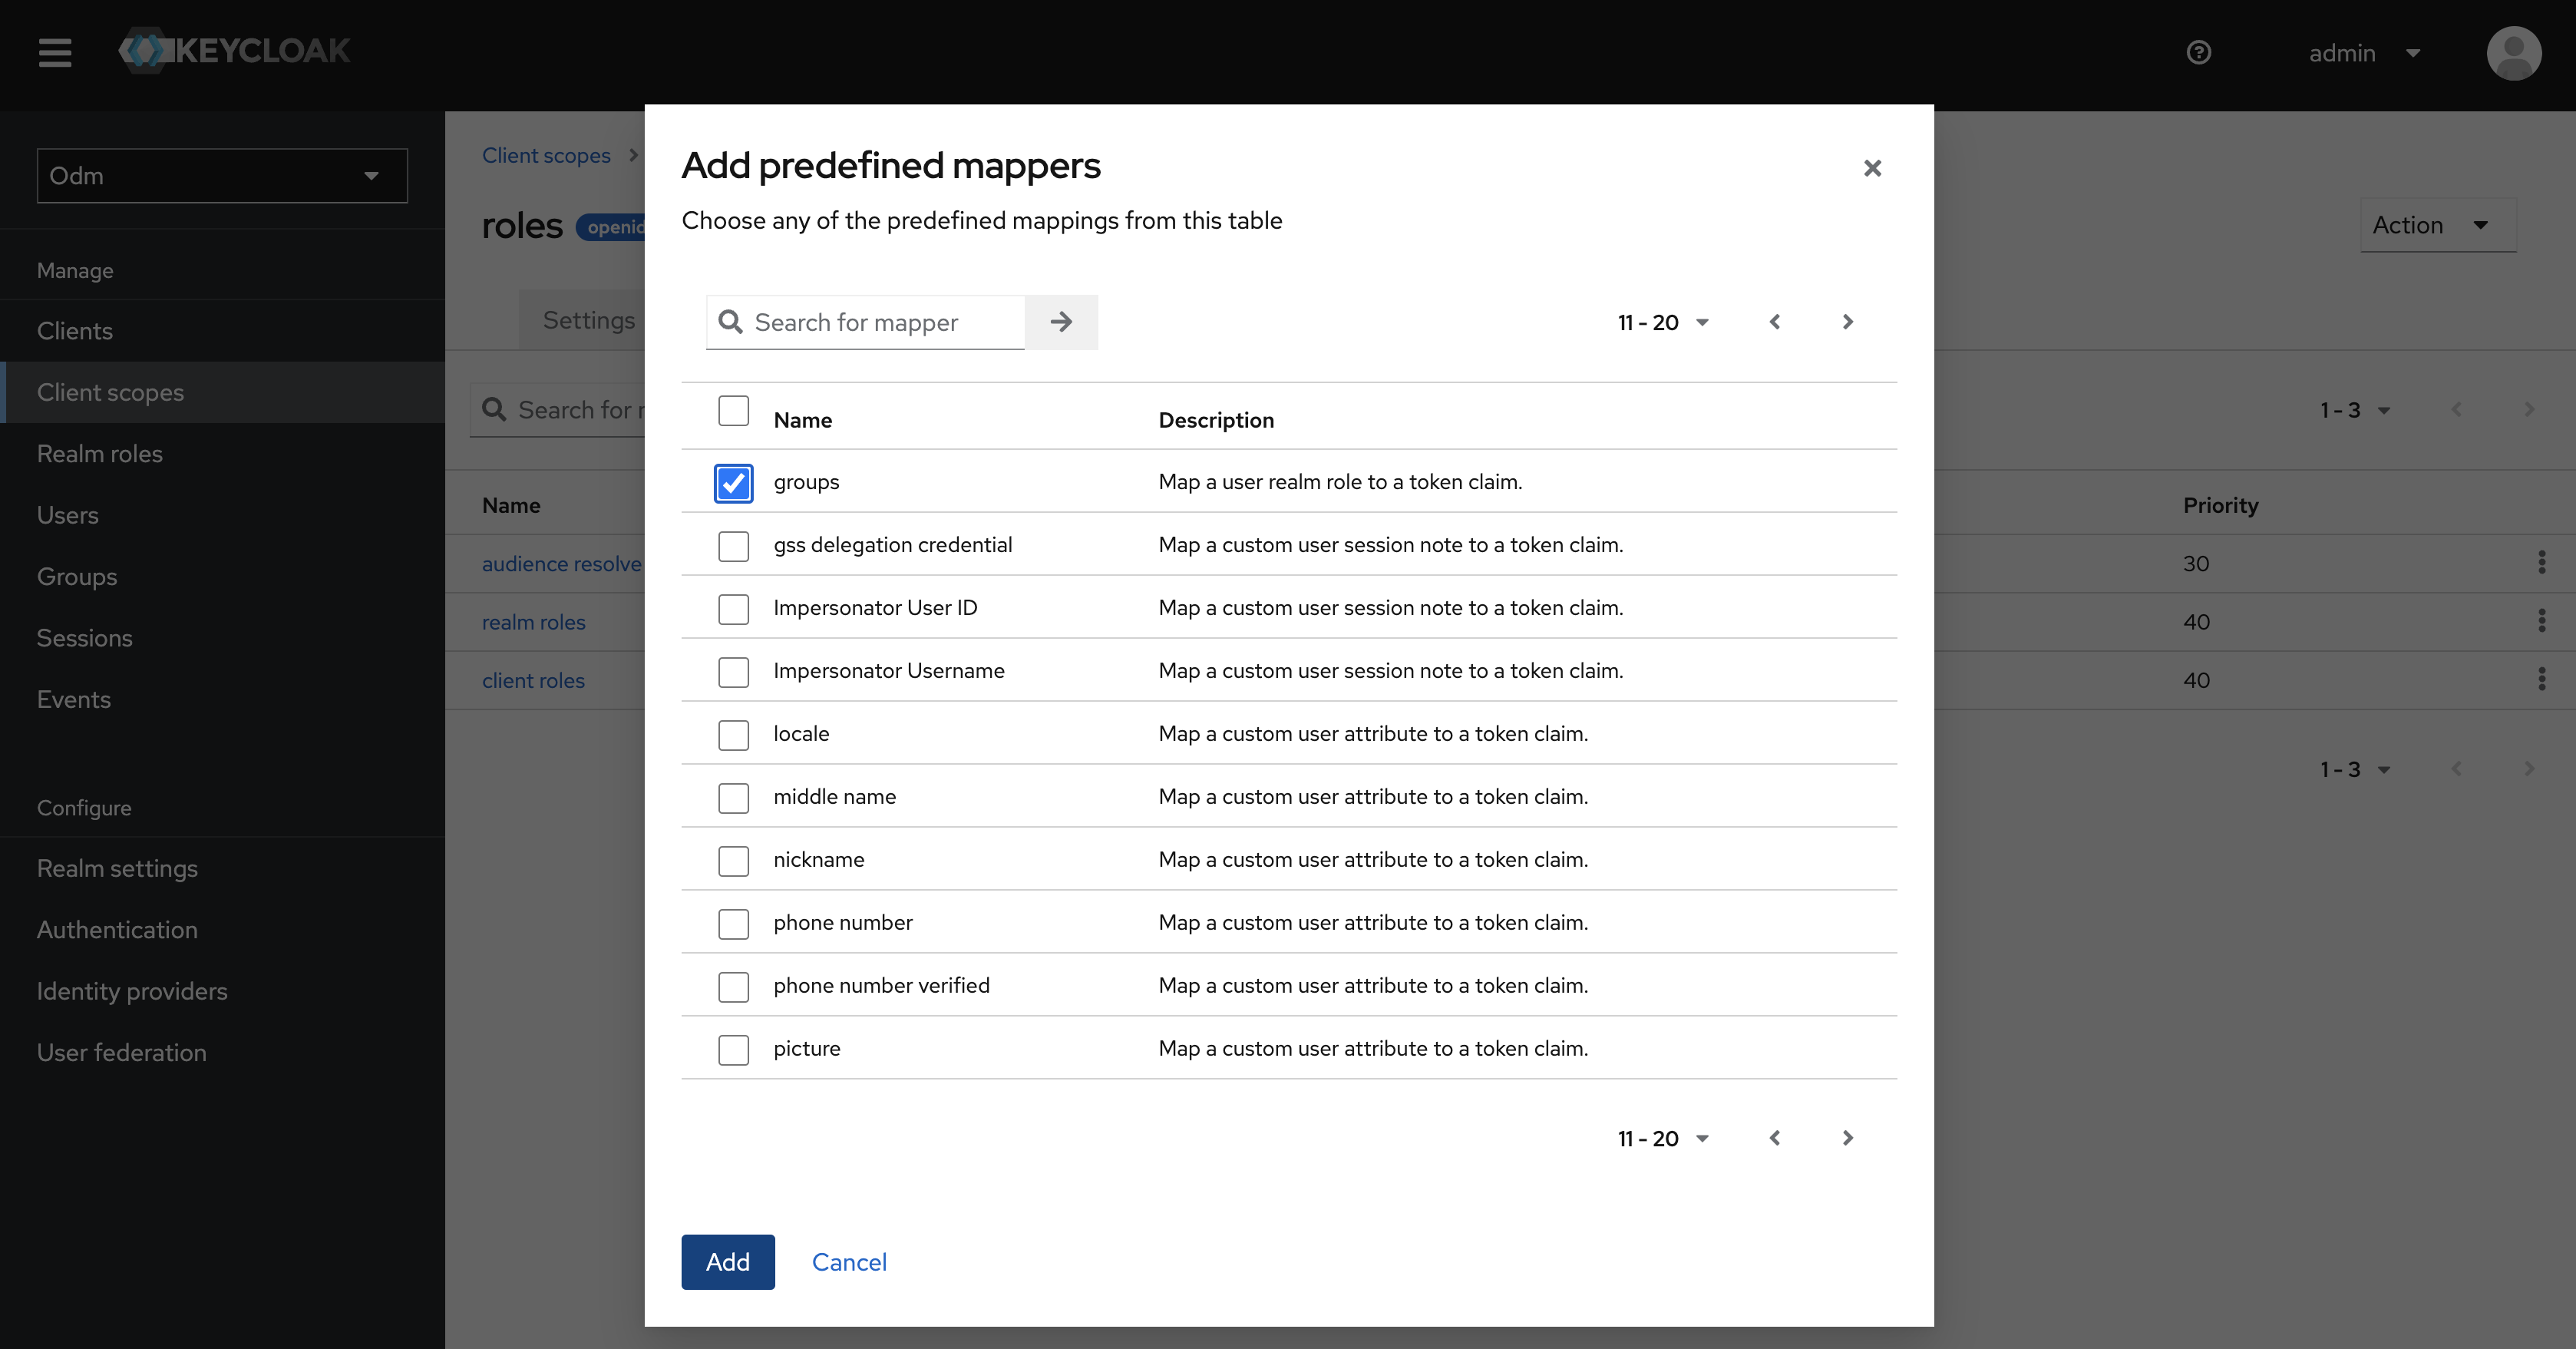 KEYCLOAK
admin
Odm
Manage
Clients
Client scopes
Realm roles
Users
Groups
Sessions
Events
Configure
Realm settings
Authentication
Identity providers
User federation
Client scopes
roles openid
Action
Settings
Search for
1 - 3
Name Priority
audience resolve 30
realm roles 40
client roles 40
1 - 3
Add predefined mappers
Choose any of the predefined mappings from this table
Search for mapper
11 - 20
Name Description
groups Map a user realm role to a token claim.
gss delegation credential Map a custom user session note to a token claim.
Impersonator User ID Map a custom user session note to a token claim.
Impersonator Username Map a custom user session note to a token claim.
locale Map a custom user attribute to a token claim.
middle name Map a custom user attribute to a token claim.
nickname Map a custom user attribute to a token claim.
phone number Map a custom user attribute to a token claim.
phone number verified Map a custom user attribute to a token claim.
picture Map a custom user attribute to a token claim.
11 - 20
Add Cancel